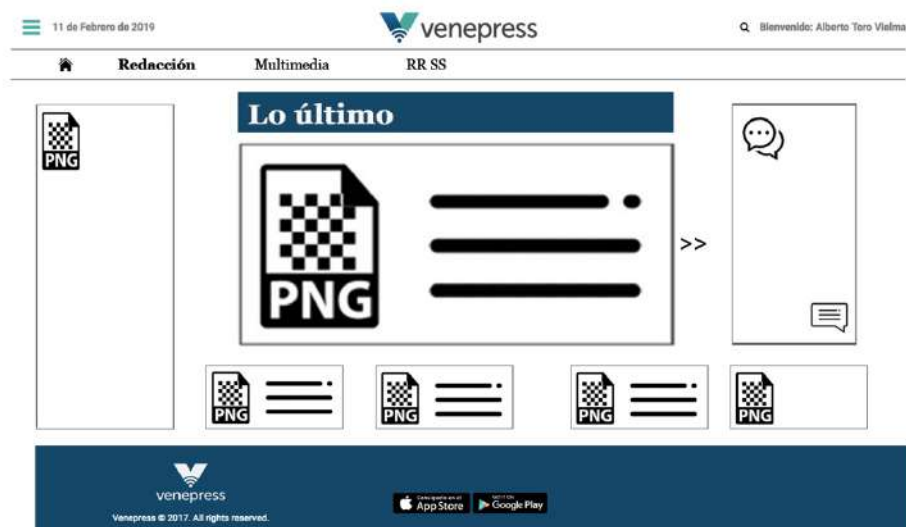 11 de Febrero de 2019
venepress
Bienvenido: Alberto Toro Vielma
Redacción Multimedia RR SS
Lo último
PNG
PNG
>>
PNG
PNG
PNG
PNG
venepress
Venepress © 2017. All rights reserved.
App Store
Google Play